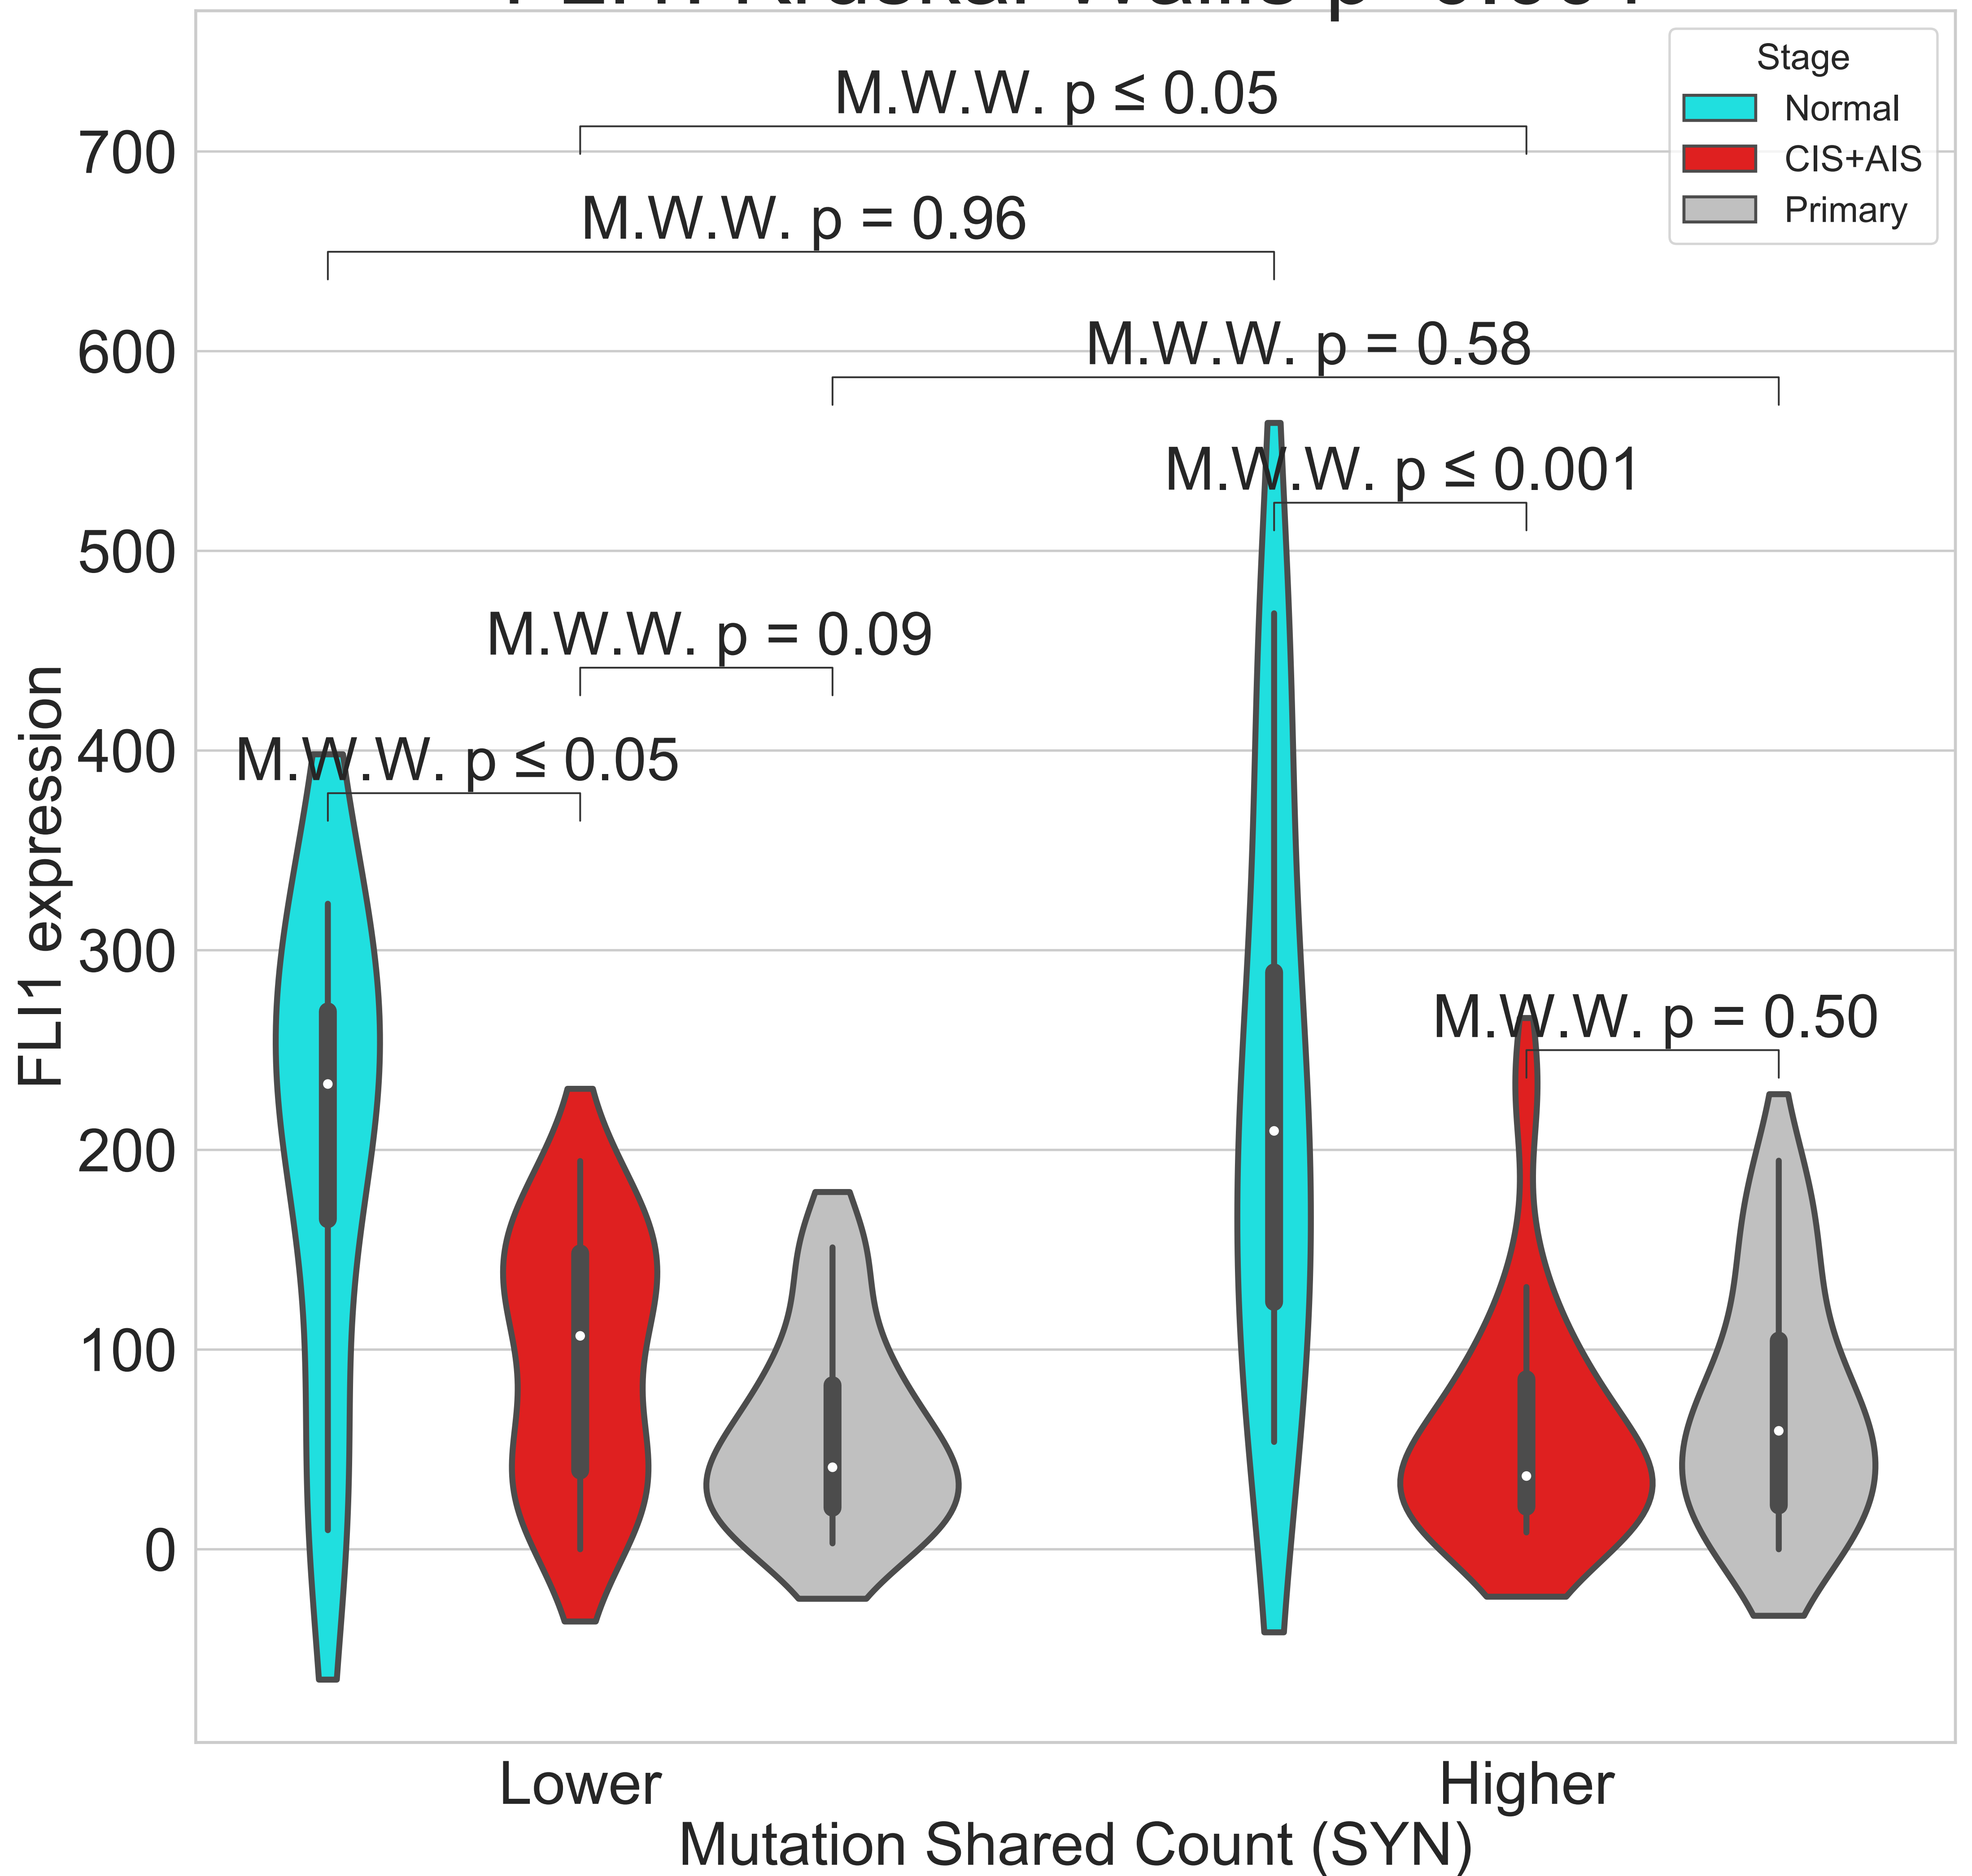 Stage
Normal
CIS+AIS
Primary
M.W.W. p ≤ 0.05
M.W.W. p = 0.96
M.W.W. p = 0.58
M.W.W. p ≤ 0.001
M.W.W. p = 0.09
M.W.W. p ≤ 0.05
M.W.W. p = 0.50
700
600
500
400
300
200
100
0
FLI1 expression
Lower
Higher
Mutation Shared Count (SYN)